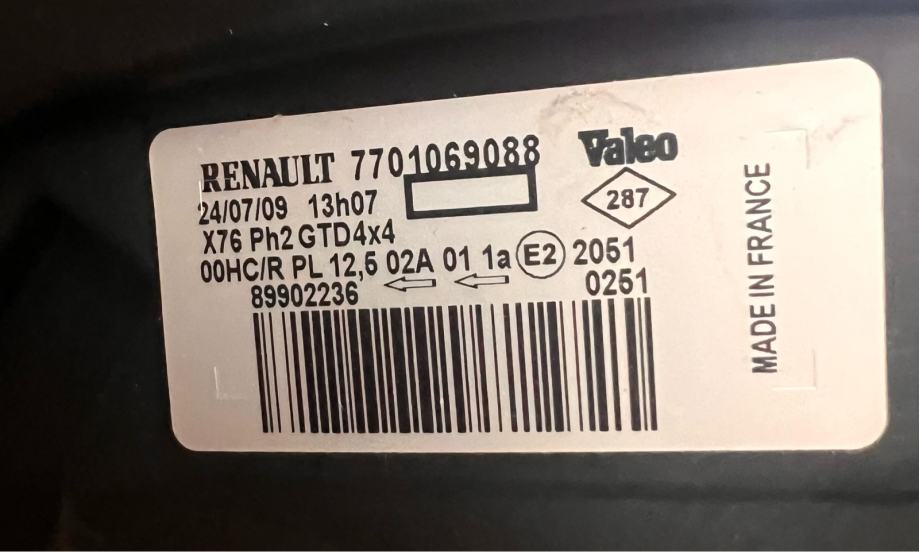 RENAULT 7701069088 Valeo
24/07/09 13h07 287
X76 Ph2 GTD4x4
00HC/R PL 12,5 02A 01 1a E2 2051
89902236 0251
MADE IN FRANCE